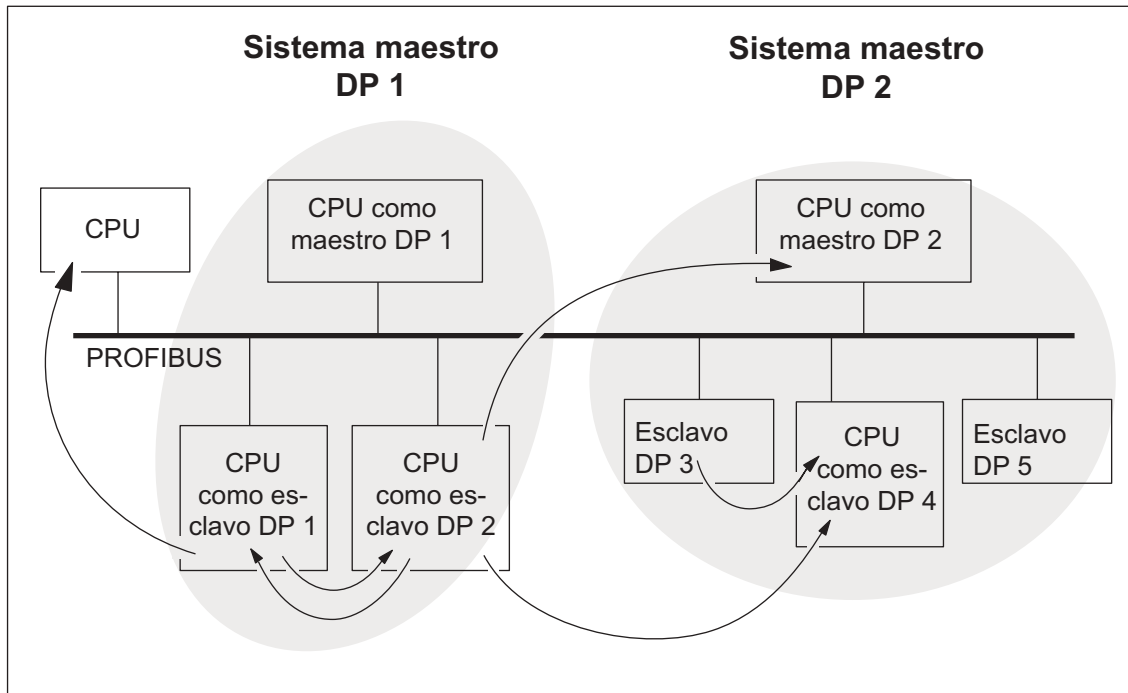 Sistema maestro
DP 1
Sistema maestro
DP 2
CPU
CPU como
maestro DP 1
CPU como
maestro DP 2
PROFIBUS
CPU
como es-
clavo DP 1
CPU
como es-
clavo DP 2
Esclavo
DP 3
CPU
como es-
clavo DP 4
Esclavo
DP 5